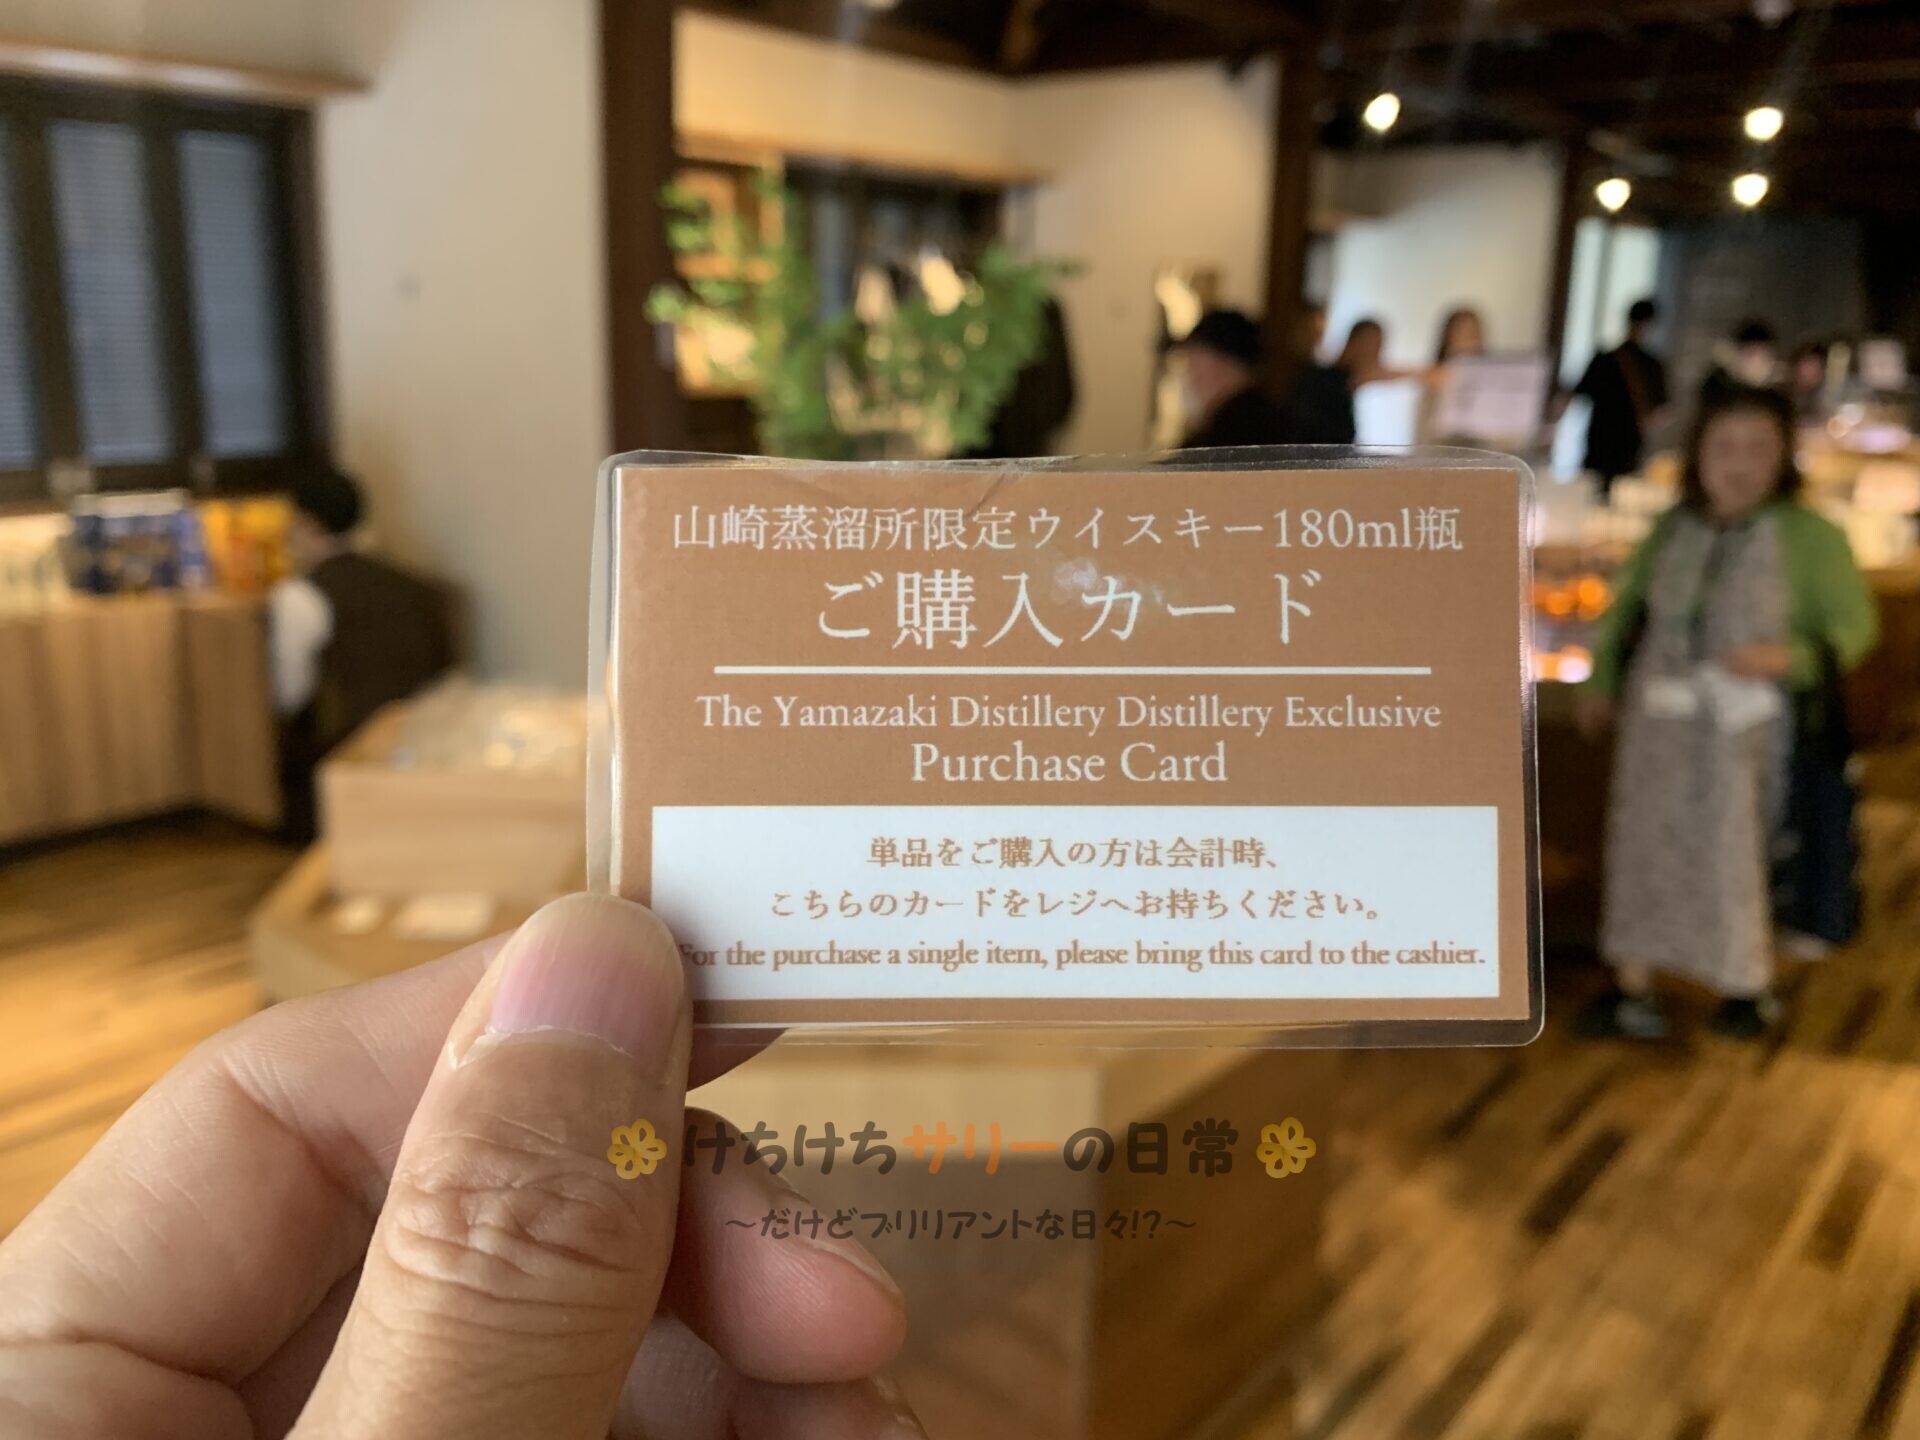 山崎蒸溜所限定ウイスキー180ml瓶
ご購入カード
The Yamazaki Distillery Distillery Exclusive
Purchase Card
単品をご購入の方は会計時、
こちらのカードをレジへお持ちください。
For the purchase a single item, please bring this card to the cashier.
けちけちサリーの日常
〜だけどブリリアントな日々!?〜